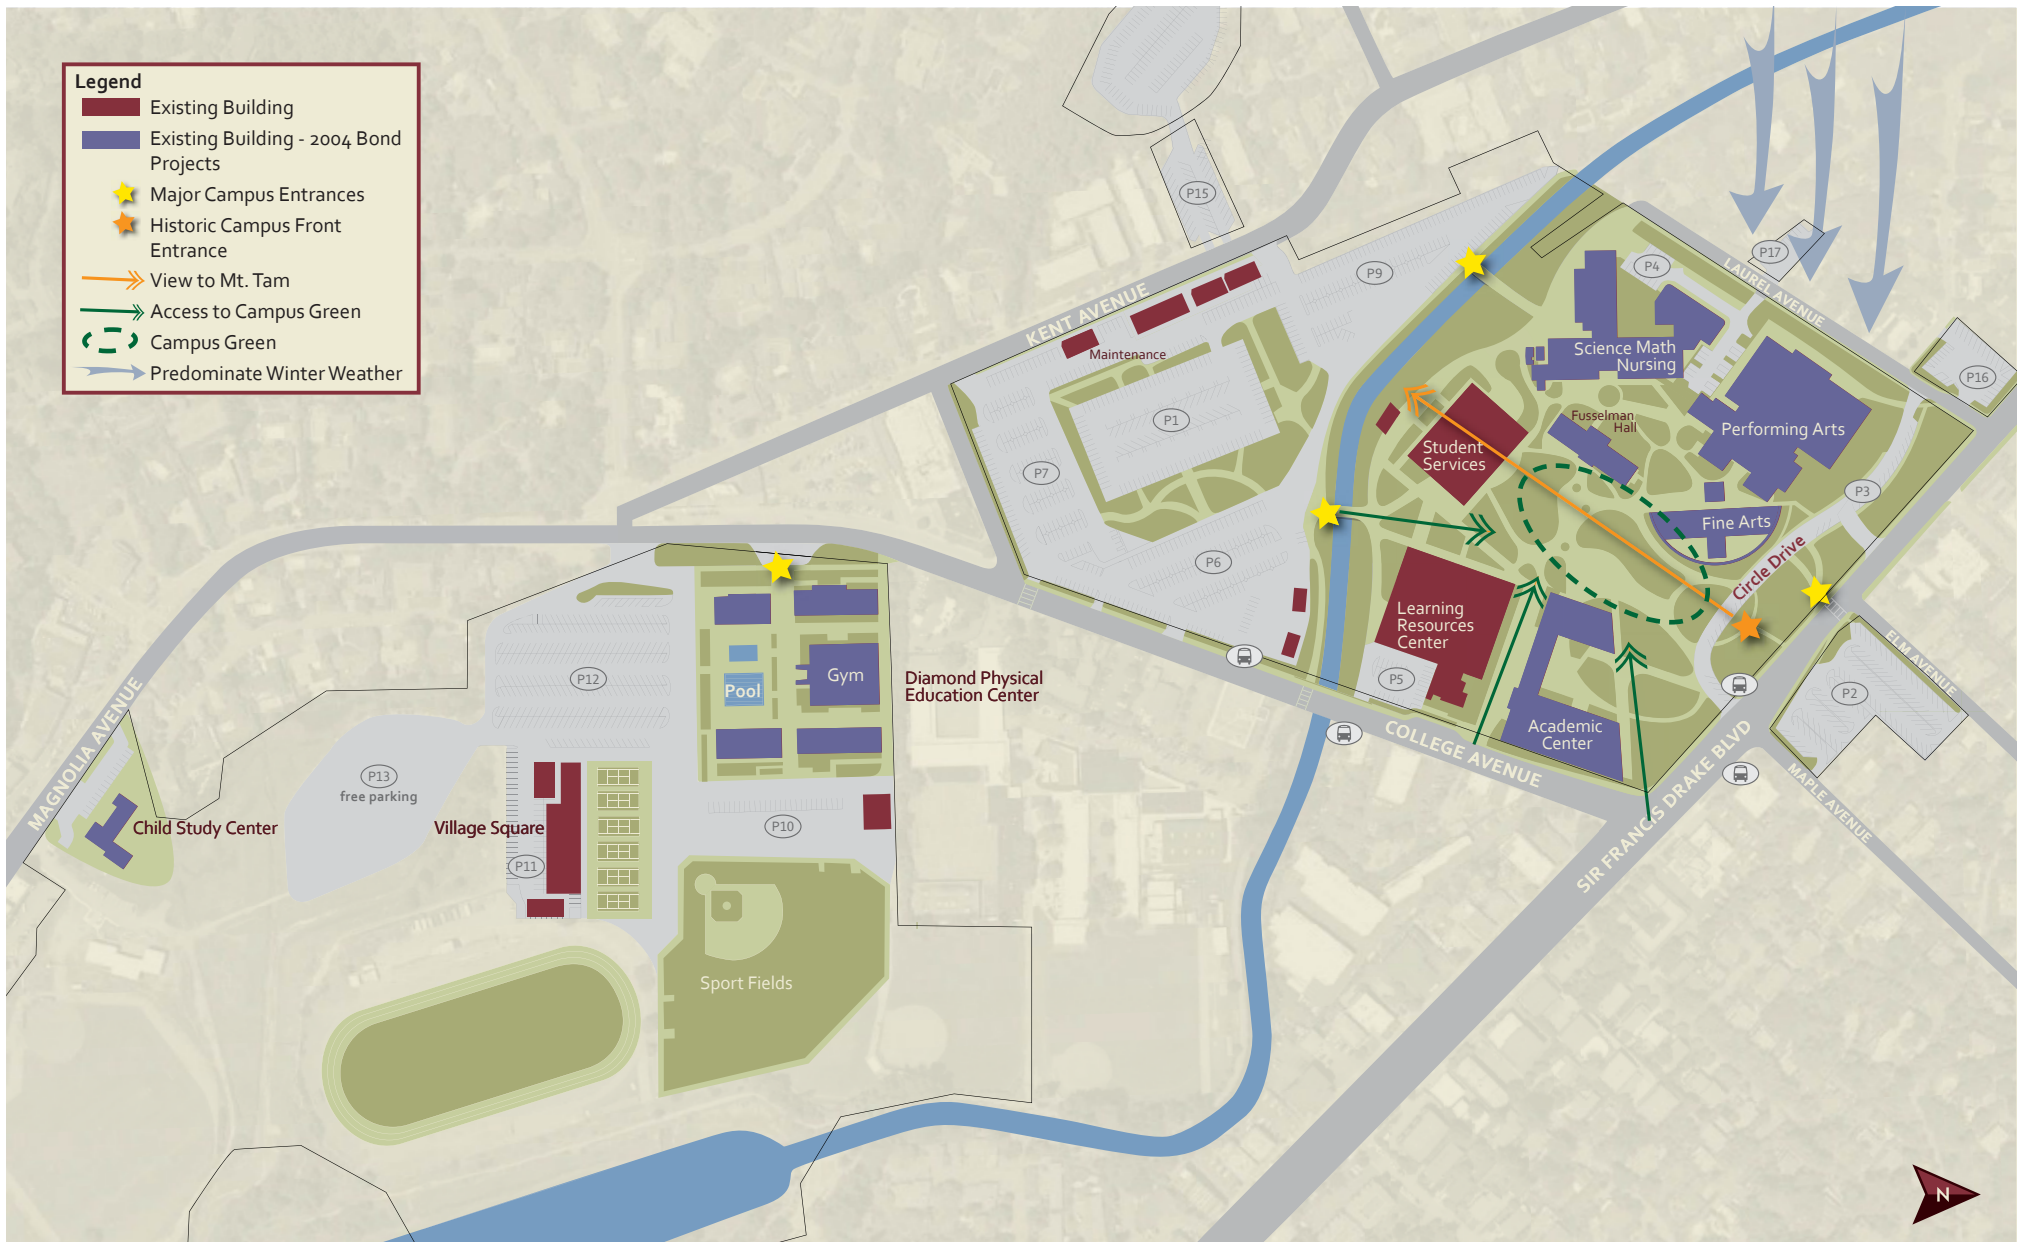 Legend
Existing Building
Existing Building - 2004 Bond
Projects
Major Campus Entrances
Historic Campus Front
Entrance
View to Mt. Tam
Access to Campus Green
Campus Green
Predominate Winter Weather
P15
P9
P4
P17
LAUREL AVENUE
KENT AVENUE
Maintenance
Science Math
Nursing
P16
P1
Fusselman
Hall
Performing Arts
Student
Services
P7
P3
Fine Arts
P6
Circle Drive
Learning
Resources
Center
P5
ELM AVENUE
P2
P12
Pool
Gym
Diamond Physical
Education Center
COLLEGE AVENUE
Academic
Center
SIR FRANCIS DRAKE BLVD
MAPLE AVENUE
MAGNOLIA AVENUE
P13
free parking
Child Study Center
Village Square
P10
P11
Sport Fields
N